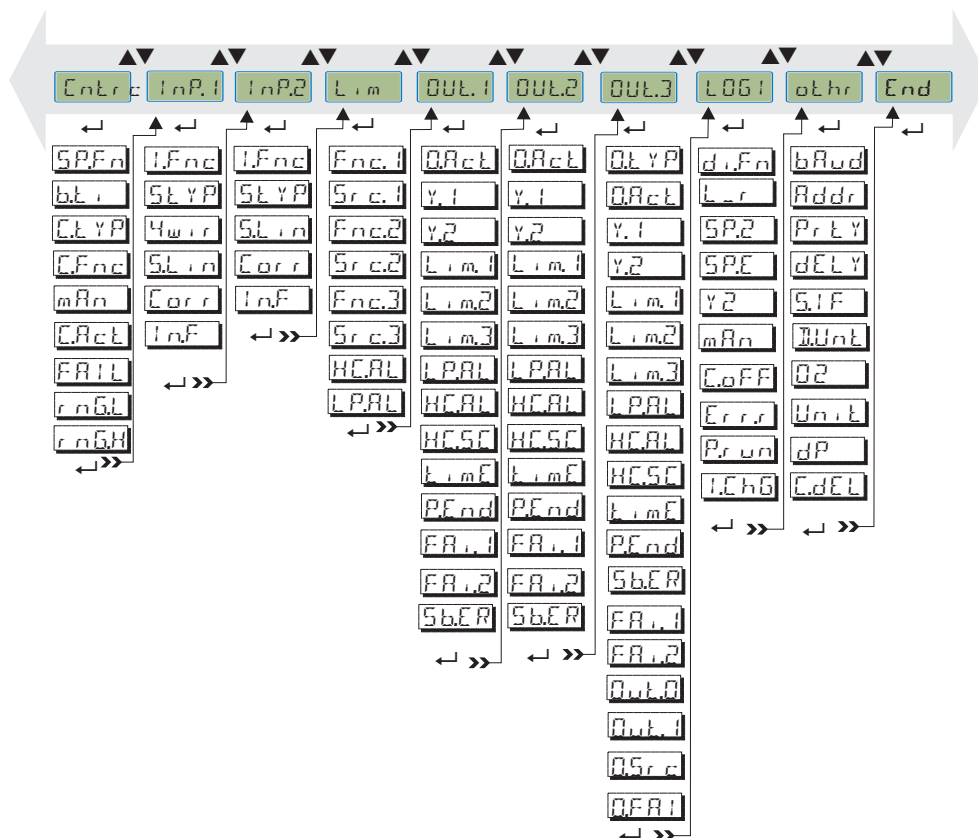 Cntrc InP.1 InP.2 Lim OUt.1 OUt.2 OUt.3 LOGI othr End
SP.Fn
b.ti
C.tYP
C.Fnc
mAn
C.Act
FAIL
rnG.L
rnG.H
I.Fnc
StYP
4wir
S.Lin
Corr
In.F
I.Fnc
StYP
S.Lin
Corr
In.F
Fnc.1
Src.1
Fnc.2
Src.2
Fnc.3
Src.3
HC.AL
LP.AL
O.Act
Y.1
Y.2
Lim.1
Lim.2
Lim.3
LP.AL
HC.AL
HC.SC
timE
P.End
FAi.1
FAi.2
Sb.ER
O.Act
Y.1
Y.2
Lim.1
Lim.2
Lim.3
LP.AL
HC.AL
HC.SC
timE
P.End
FAi.1
FAi.2
Sb.ER
O.tYP
O.Act
Y.1
Y.2
Lim.1
Lim.2
Lim.3
LP.AL
HC.AL
HC.SC
timE
P.End
Sb.ER
FAi.1
FAi.2
Out.0
Out.1
O.Src
O.FAI
di.Fn
L_r
SP.2
SP.E
Y2
mAn
C.oFF
Err.r
P.run
I.ChG
bAud
Addr
PrtY
dELY
S.IF
D.Unt
O2
Unit
dP
C.dEL